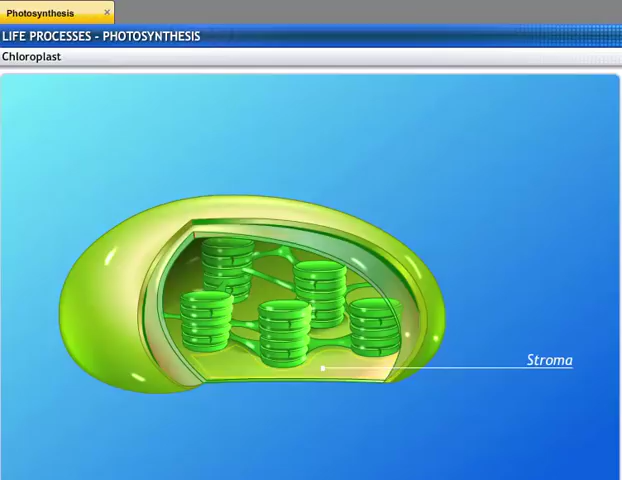 Photosynthesis
LIFE PROCESSES - PHOTOSYNTHESIS
Chloroplast
Stroma